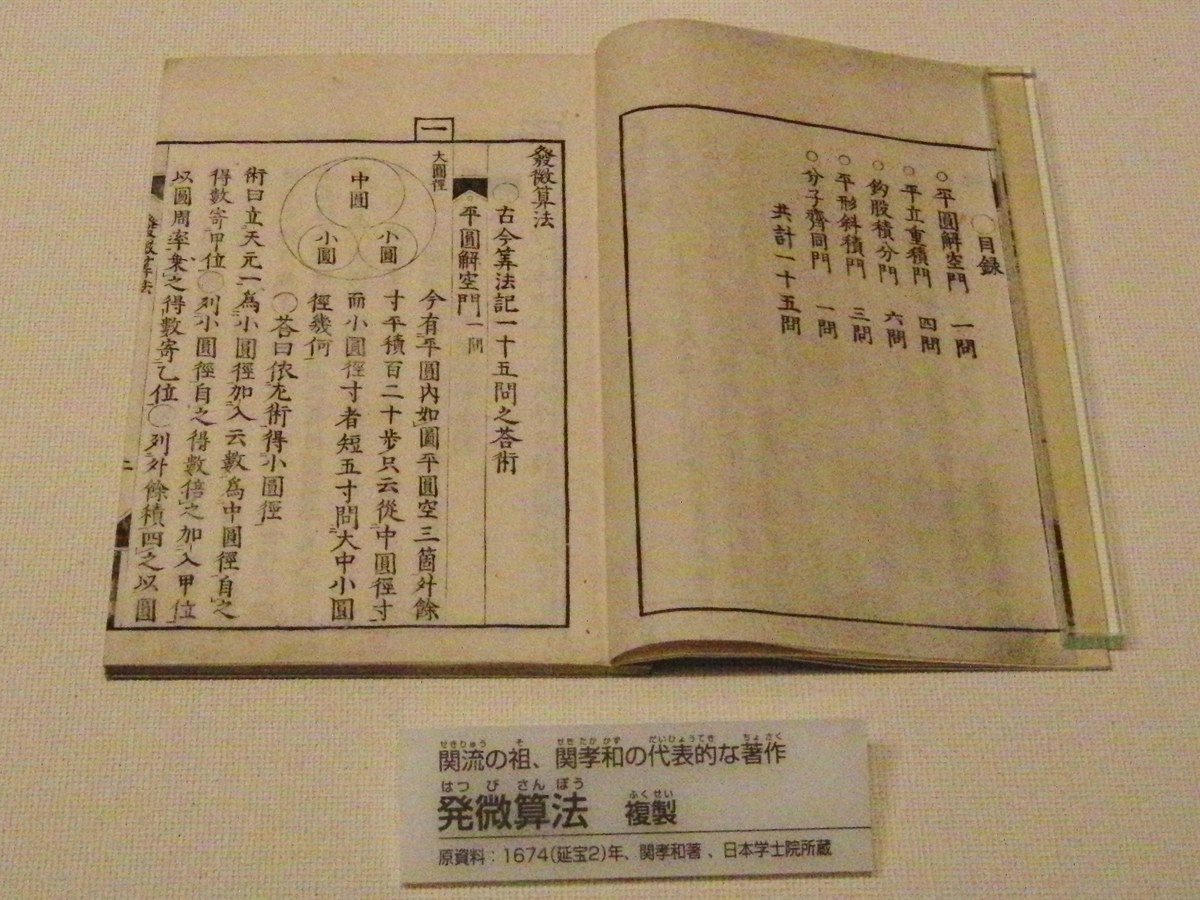 目録
○平圓解空門 一問
○平立重積門 四問
○鈎股積分門 六問
○平形斜積門 三問
○分子齊同門 一問
共計一十五問
一
發微算法
○古今筭法記一十五問之答術
平圓解空門 一問
大圓徑
中圓
小圓
小圓
今有平圓内如圖平圓空三箇外餘
寸平積百二十步只云從中圓徑寸
而小圓徑寸者短五寸問大中小圓
徑幾何
○答曰依左術得小圓徑
術曰立天元一爲小圓徑加入云數爲中圓徑自之
得數寄甲位○列小圓徑自之得數倍之加入甲位
以圓周率乗之得數寄乙位○列外餘積四之以圓
發微算法
二
せきりゅう そ せきたかかず だいひょうてき ちょさく
関流の祖、関孝和の代表的な著作
はつびさんぽう ふくせい
発微算法 複製
原資料：1674(延宝2)年、関孝和著、日本学士院所蔵